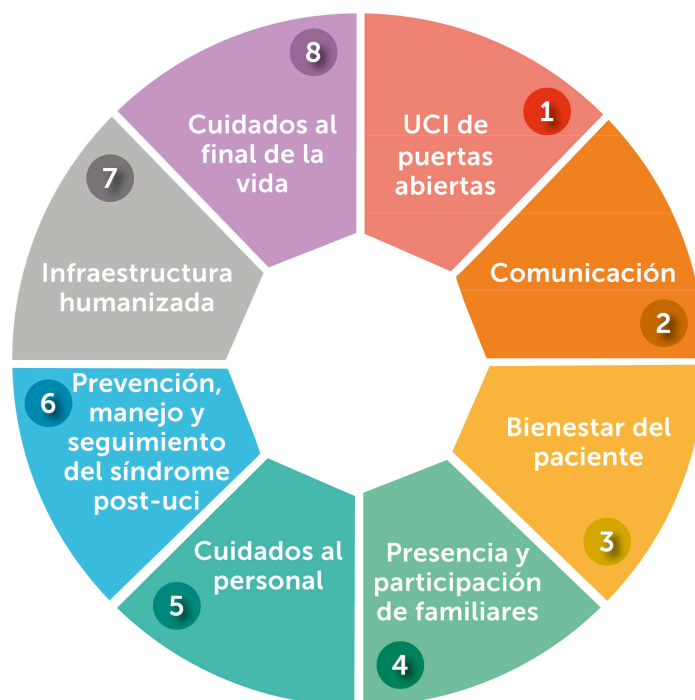 1
UCI de
puertas
abiertas
Comunicación
2
Bienestar del
paciente
3
Presencia y
participación
de familiares
4
Cuidados al
personal
5
6
Prevención,
manejo y
seguimiento
del síndrome
post-uci
7
Infraestructura
humanizada
8
Cuidados al
final de la
vida